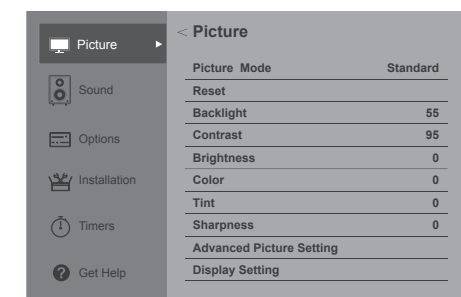 Picture
Sound
Options
Installation
Timers
Get Help
< Picture
Picture Mode Standard
Reset
Backlight 55
Contrast 95
Brightness 0
Color 0
Tint 0
Sharpness 0
Advanced Picture Setting
Display Setting